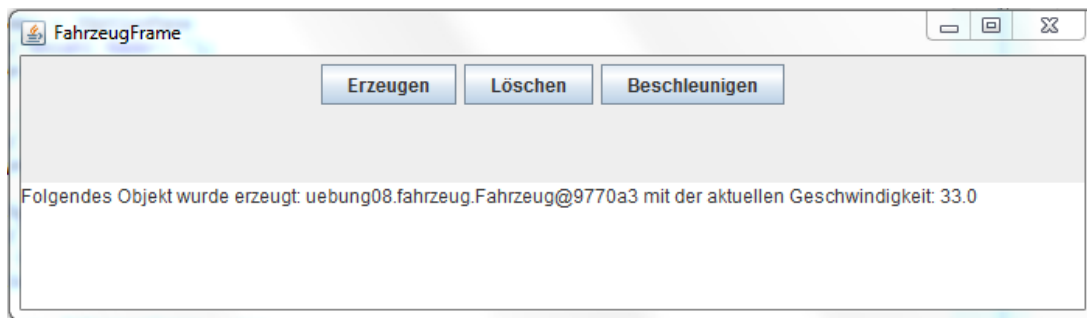 FahrzeugFrame
Erzeugen Löschen Beschleunigen
Folgendes Objekt wurde erzeugt: uebung08.fahrzeug.Fahrzeug@9770a3 mit der aktuellen Geschwindigkeit: 33.0